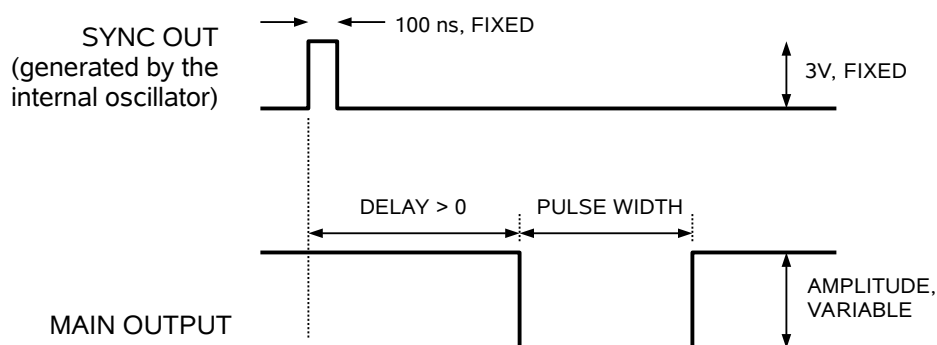 100 ns, FIXED
SYNC OUT
(generated by the
internal oscillator)
3V, FIXED
DELAY > 0
PULSE WIDTH
AMPLITUDE,
VARIABLE
MAIN OUTPUT